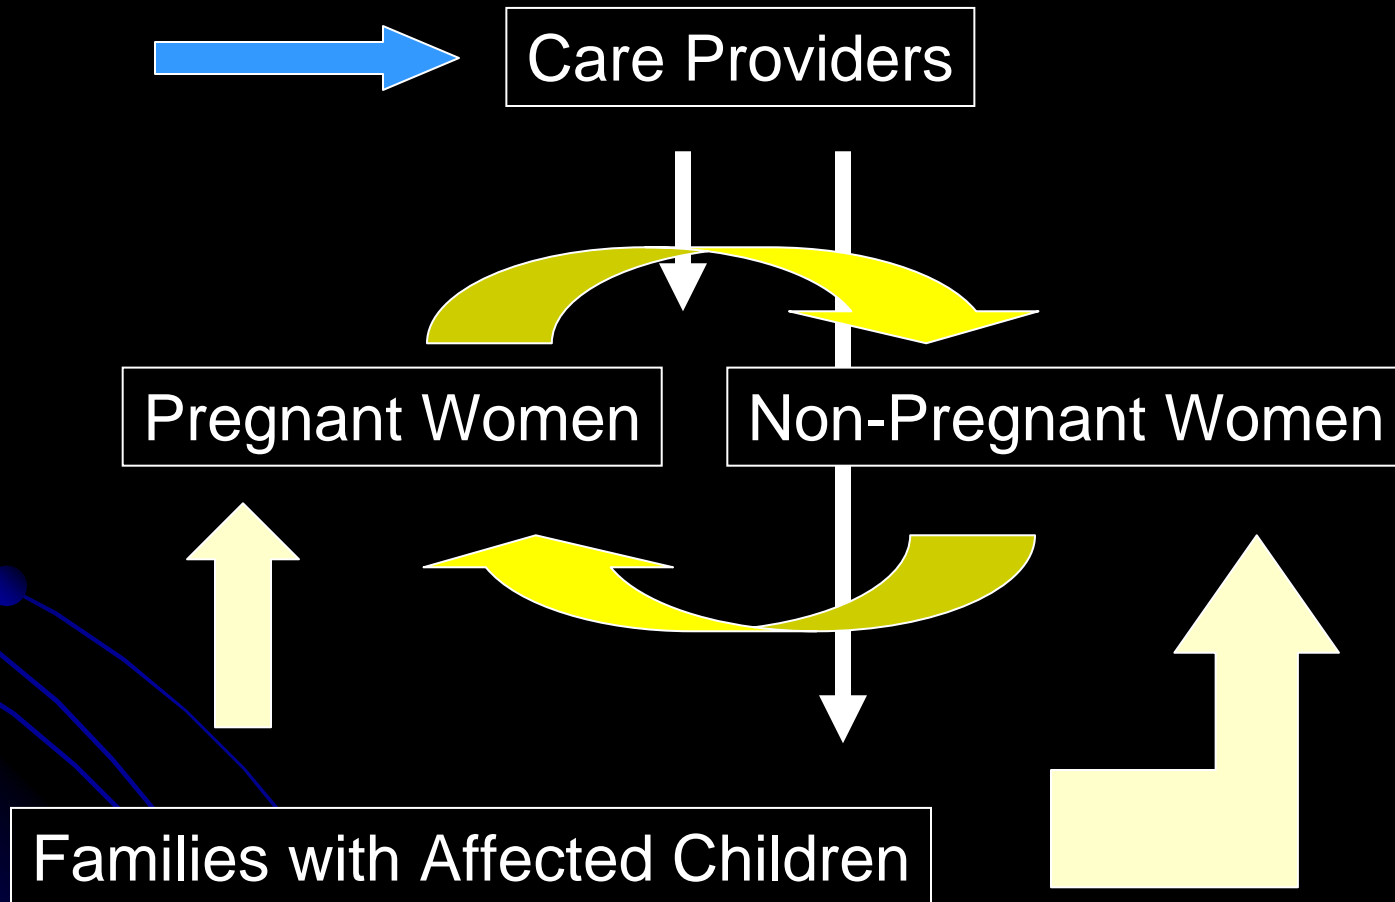 Care Providers
Pregnant Women
Non-Pregnant Women
Families with Affected Children